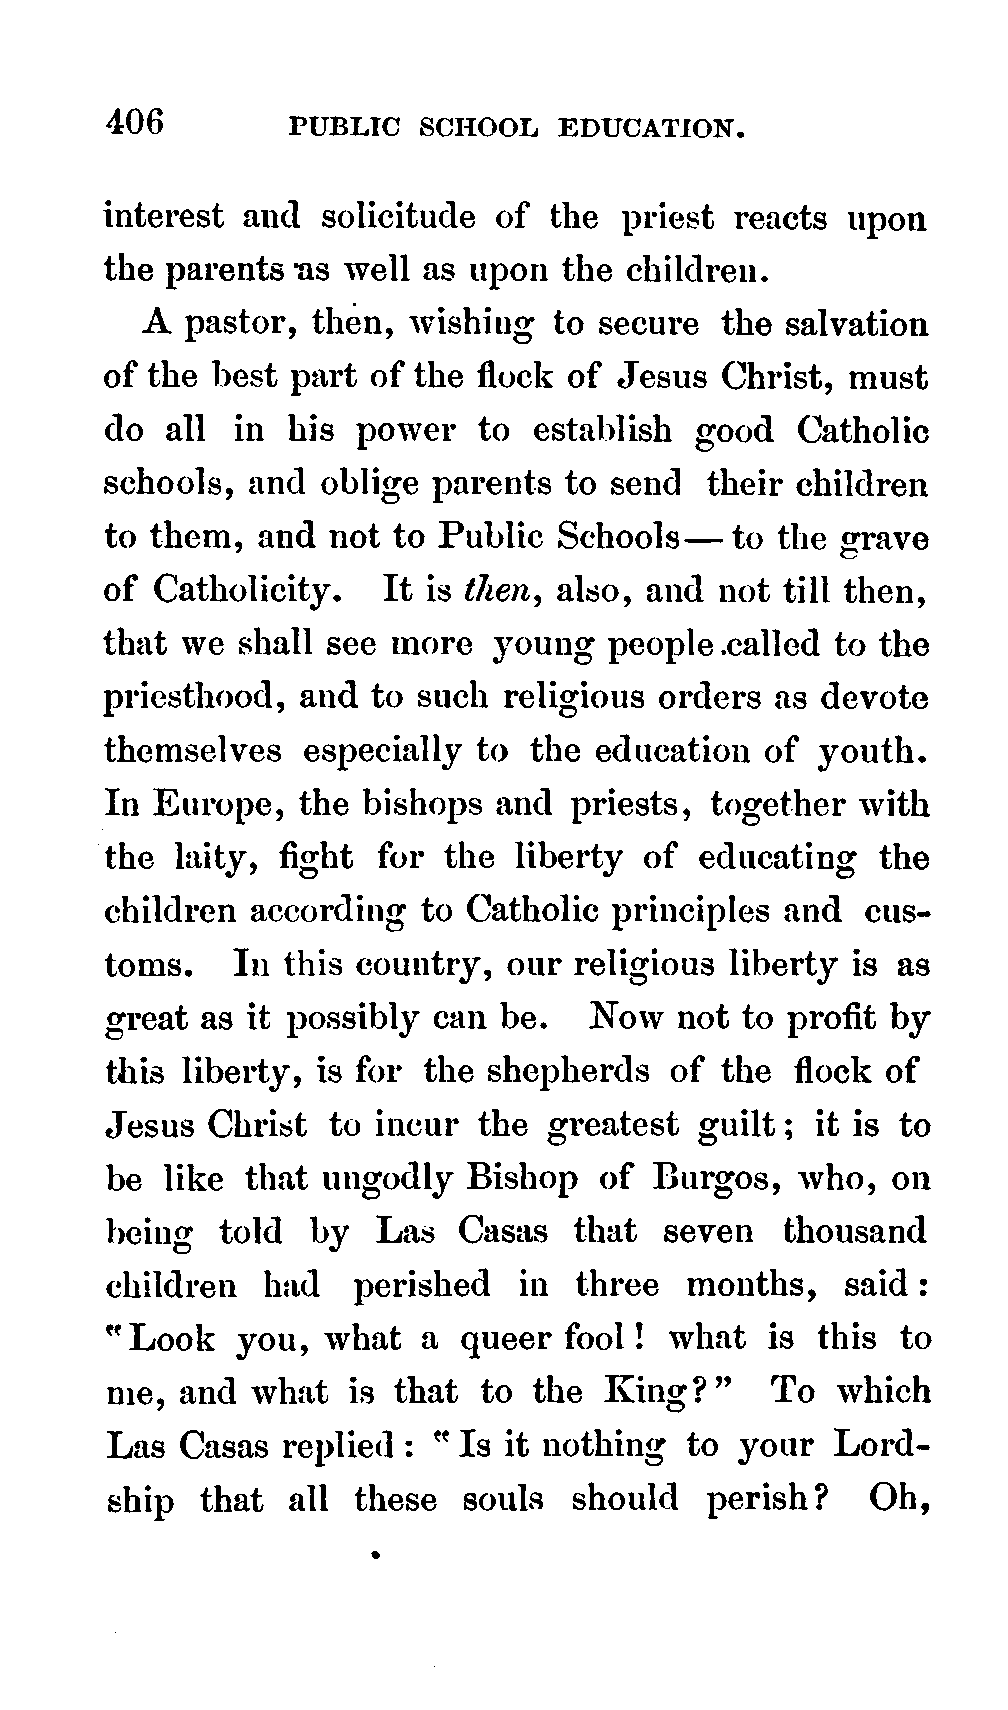 406 PUBLIC SCHOOL EDUCATION.
interest and solicitude of the priest reacts upon
the parents as well as upon the children.
A pastor, then, wishing to secure the salvation
of the best part of the flock of Jesus Christ, must
do all in his power to establish good Catholic
schools, and oblige parents to send their children
to them, and not to Public Schools— to the grave
of Catholicity. It is then, also, and not till then,
that we shall see more young people called to the
priesthood, and to such religious orders as devote
themselves especially to the education of youth.
In Europe, the bishops and priests, together with
the laity, fight for the liberty of educating the
children according to Catholic principles and cus-
toms. In this country, our religious liberty is as
great as it possibly can be. Now not to profit by
this liberty, is for the shepherds of the flock of
Jesus Christ to incur the greatest guilt; it is to
be like that ungodly Bishop of Burgos, who, on
being told by Las Casas that seven thousand
children had perished in three months, said:
"Look you, what a queer fool! what is this to
me, and what is that to the King?" To which
Las Casas replied: "Is it nothing to your Lord-
ship that all these souls should perish? Oh,